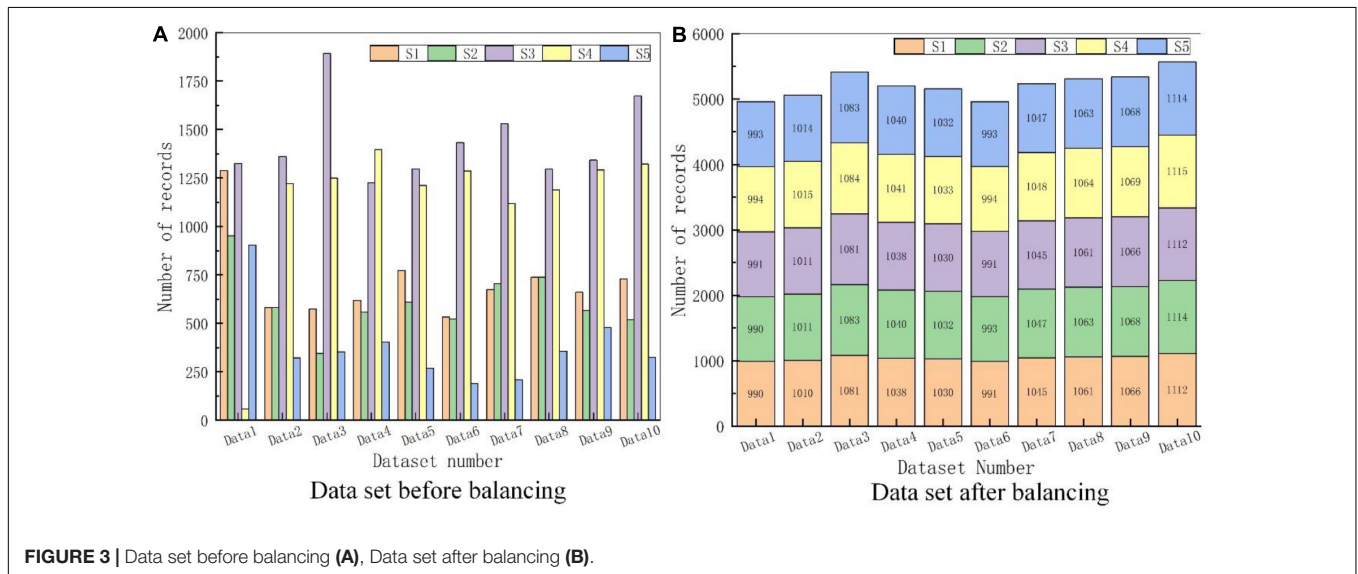 A
2000
1750
1500
1250
1000
750
500
250
0
Number of records
S1 S2 S3 S4 S5
Data1 Data2 Data3 Data4 Data5 Data6 Data7 Data8 Data9 Data10
Dataset number
Data set before balancing
B
6000
5000
4000
3000
2000
1000
0
Number of records
S1 S2 S3 S4 S5
993 1014 1083 1040 1032 993 1047 1063 1068 1114
994 1015 1084 1041 1033 994 1048 1064 1069 1115
991 1011 1081 1038 1030 991 1045 1061 1066 1112
990 1011 1083 1040 1032 993 1047 1063 1068 1114
990 1010 1081 1038 1030 991 1045 1061 1066 1112
Data1 Data2 Data3 Data4 Data5 Data6 Data7 Data8 Data9 Data10
Dataset Number
Data set after balancing
FIGURE 3 | Data set before balancing (A), Data set after balancing (B).